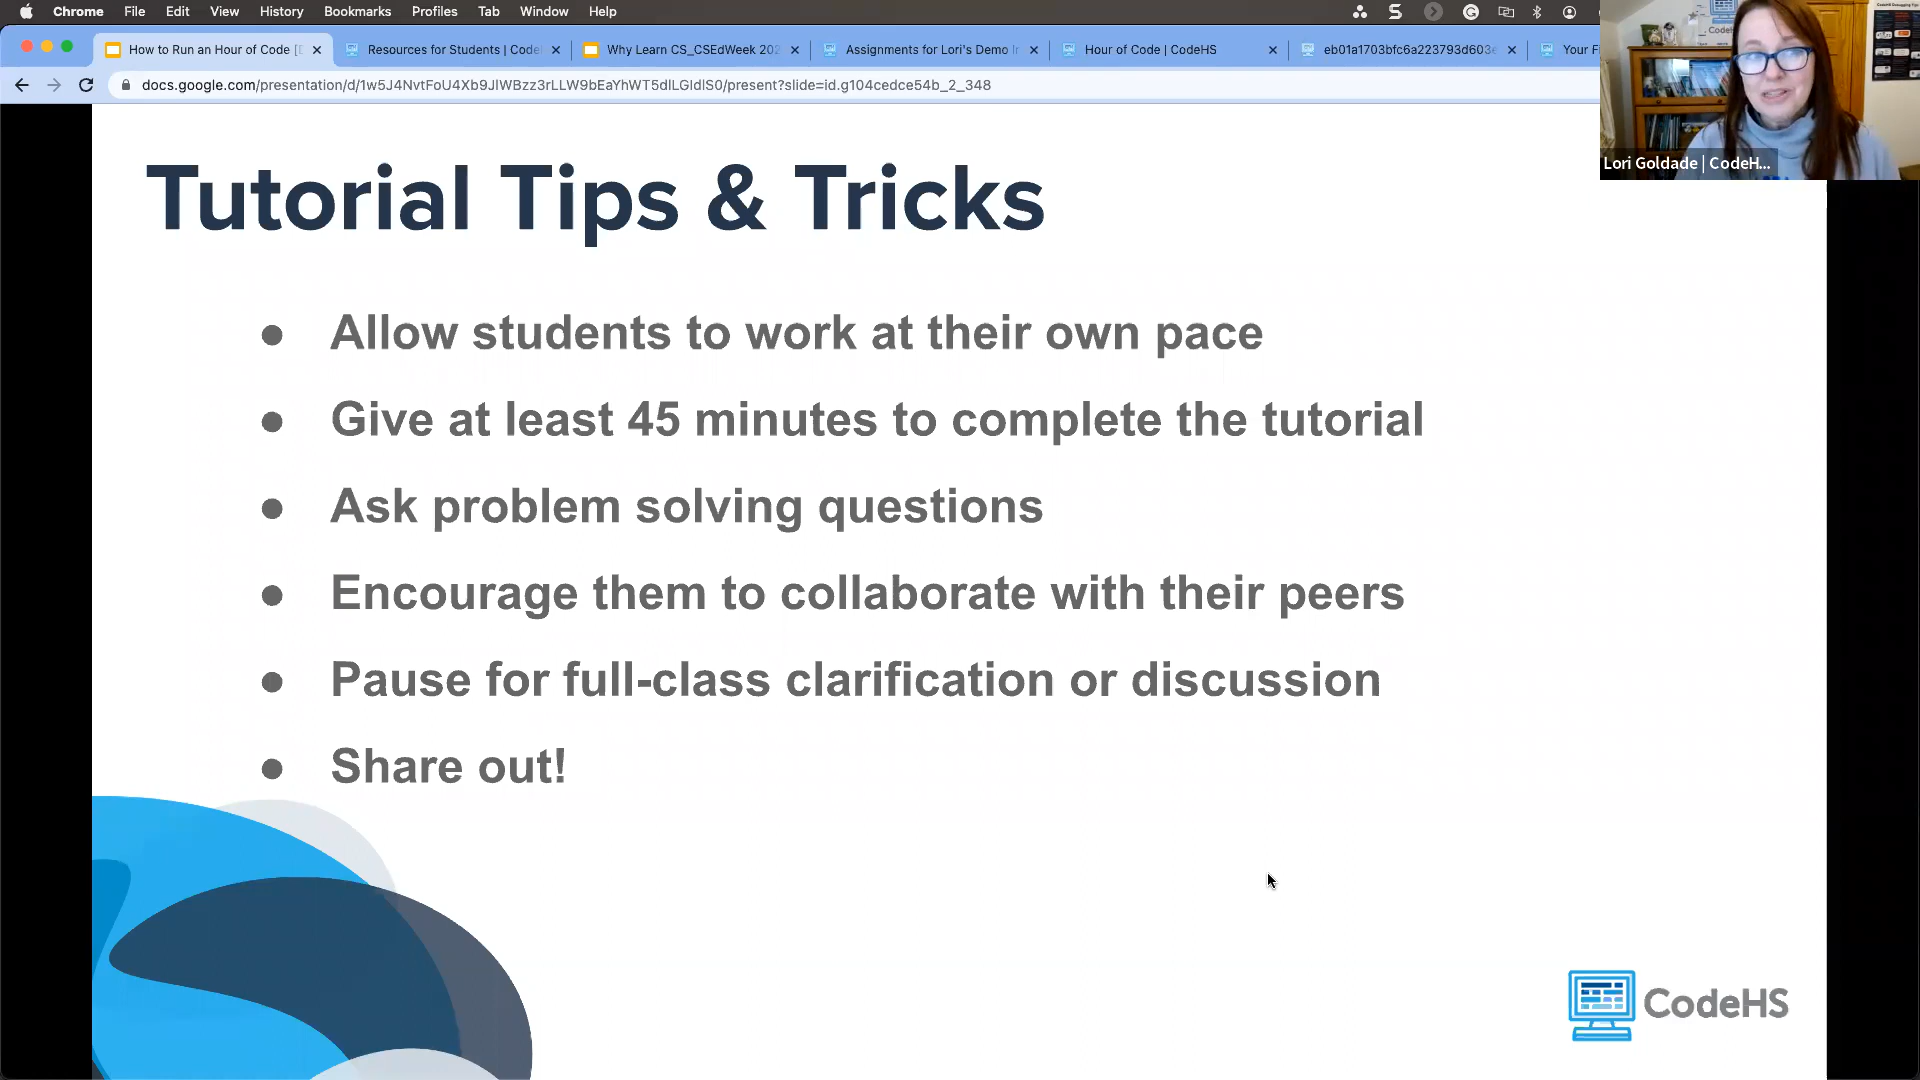 Chrome File Edit View History Bookmarks Profiles Tab Window Help
How to Run an Hour of Code [ Resources for Students | Code Why Learn CS_CSEdWeek 202 Assignments for Lori's Demo Hour of Code | CodeHS eb01a1703bfc6a223793d603 Your F
docs.google.com/presentation/d/1w5J4NvtFoU4Xb9JlWBzz3rLLW9bEaYhWT5dlLGldlS0/present?slide=id.g104cedce54b_2_348
Lori Goldade | CodeH...
Tutorial Tips & Tricks
● Allow students to work at their own pace
● Give at least 45 minutes to complete the tutorial
● Ask problem solving questions
● Encourage them to collaborate with their peers
● Pause for full-class clarification or discussion
● Share out!
CodeHS